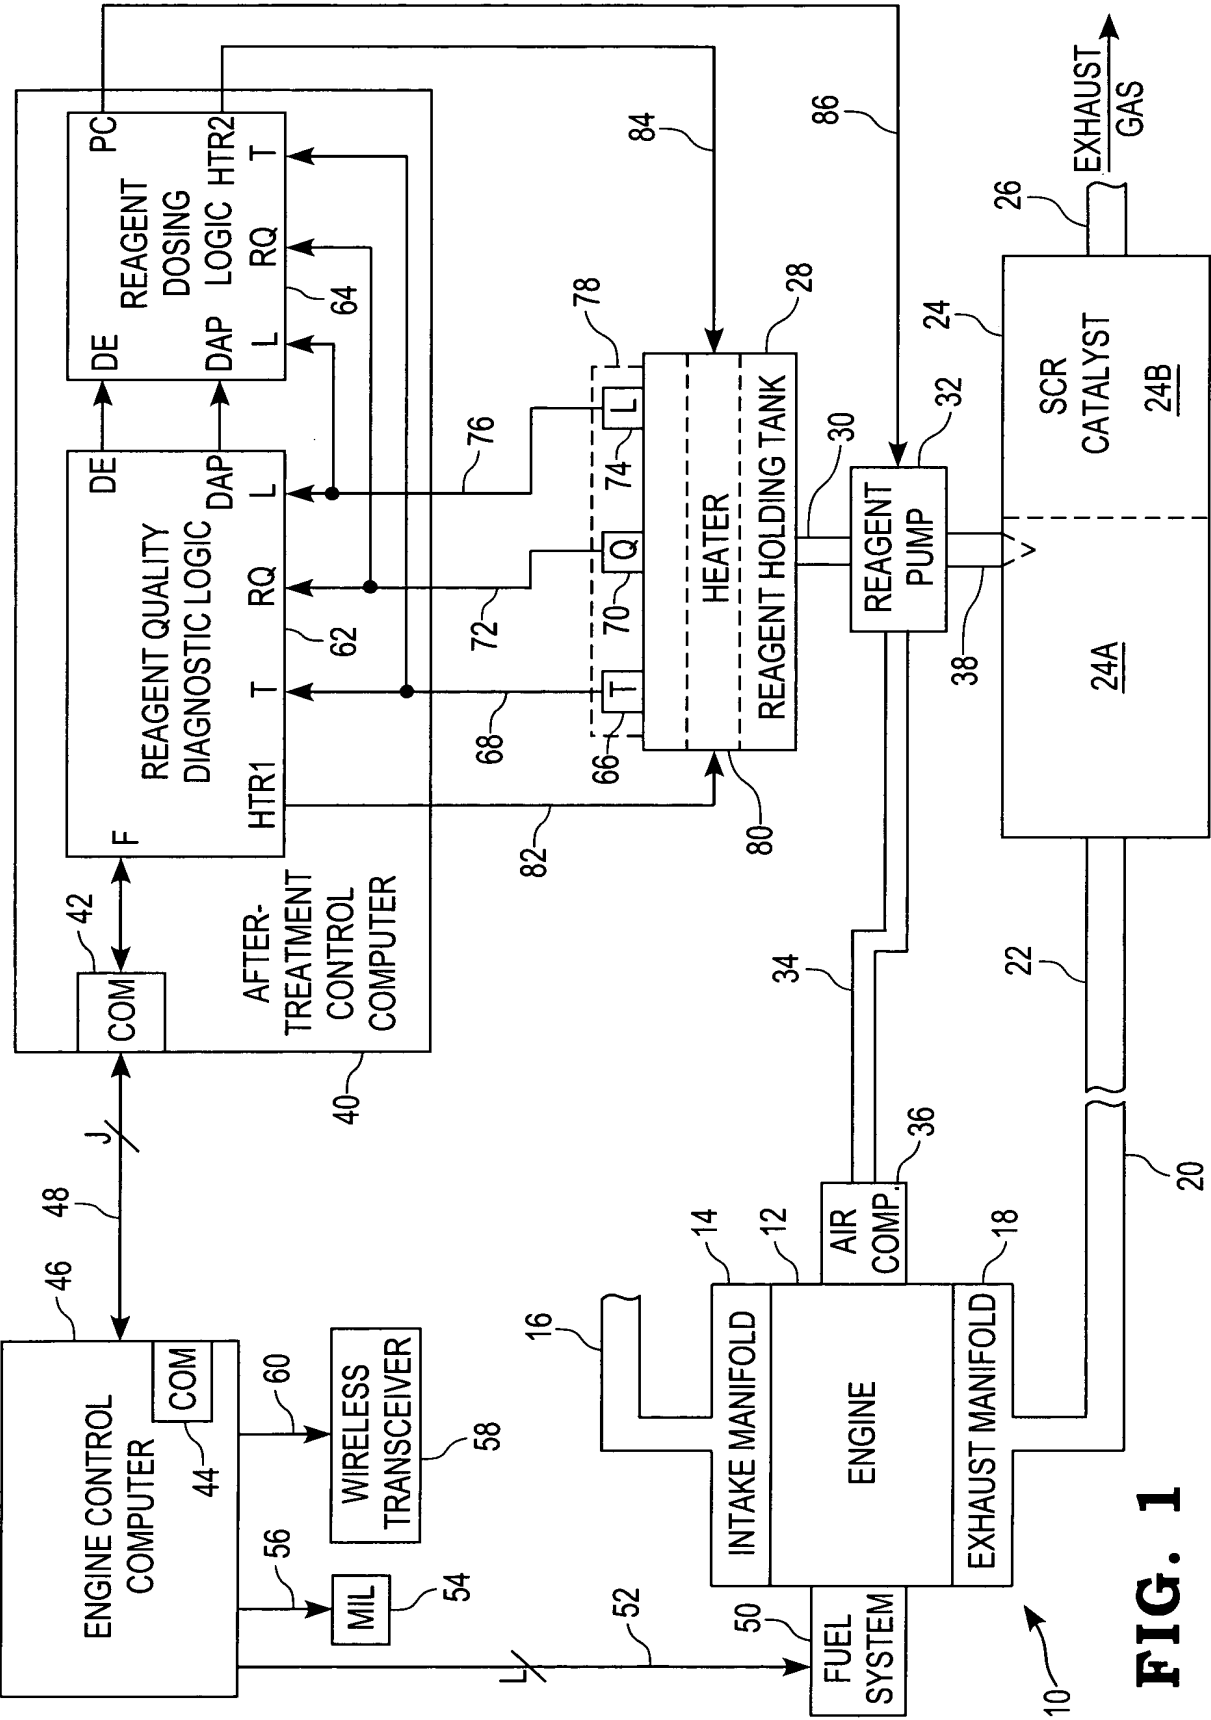 ENGINE CONTROL
COMPUTER
COM
44
46
48
J
60
WIRELESS
TRANSCEIVER
58
56
MIL
54
L
52
COM
42
AFTER-
TREATMENT
CONTROL
COMPUTER
40
F
REAGENT QUALITY
DIAGNOSTIC LOGIC
HTR1
T
RQ
L
DE
DAP
62
DE
DAP
REAGENT
DOSING
LOGIC
PC
HTR2
L
RQ
T
64
82
68
72
76
84
86
66
T
70
Q
74
L
78
HEATER
REAGENT HOLDING TANK
80
28
30
REAGENT
PUMP
32
34
38
16
14
12
INTAKE MANIFOLD
ENGINE
EXHAUST MANIFOLD
18
AIR
COMP.
36
50
FUEL
SYSTEM
20
22
24A
SCR
CATALYST
24B
24
26
EXHAUST
GAS
10
FIG. 1